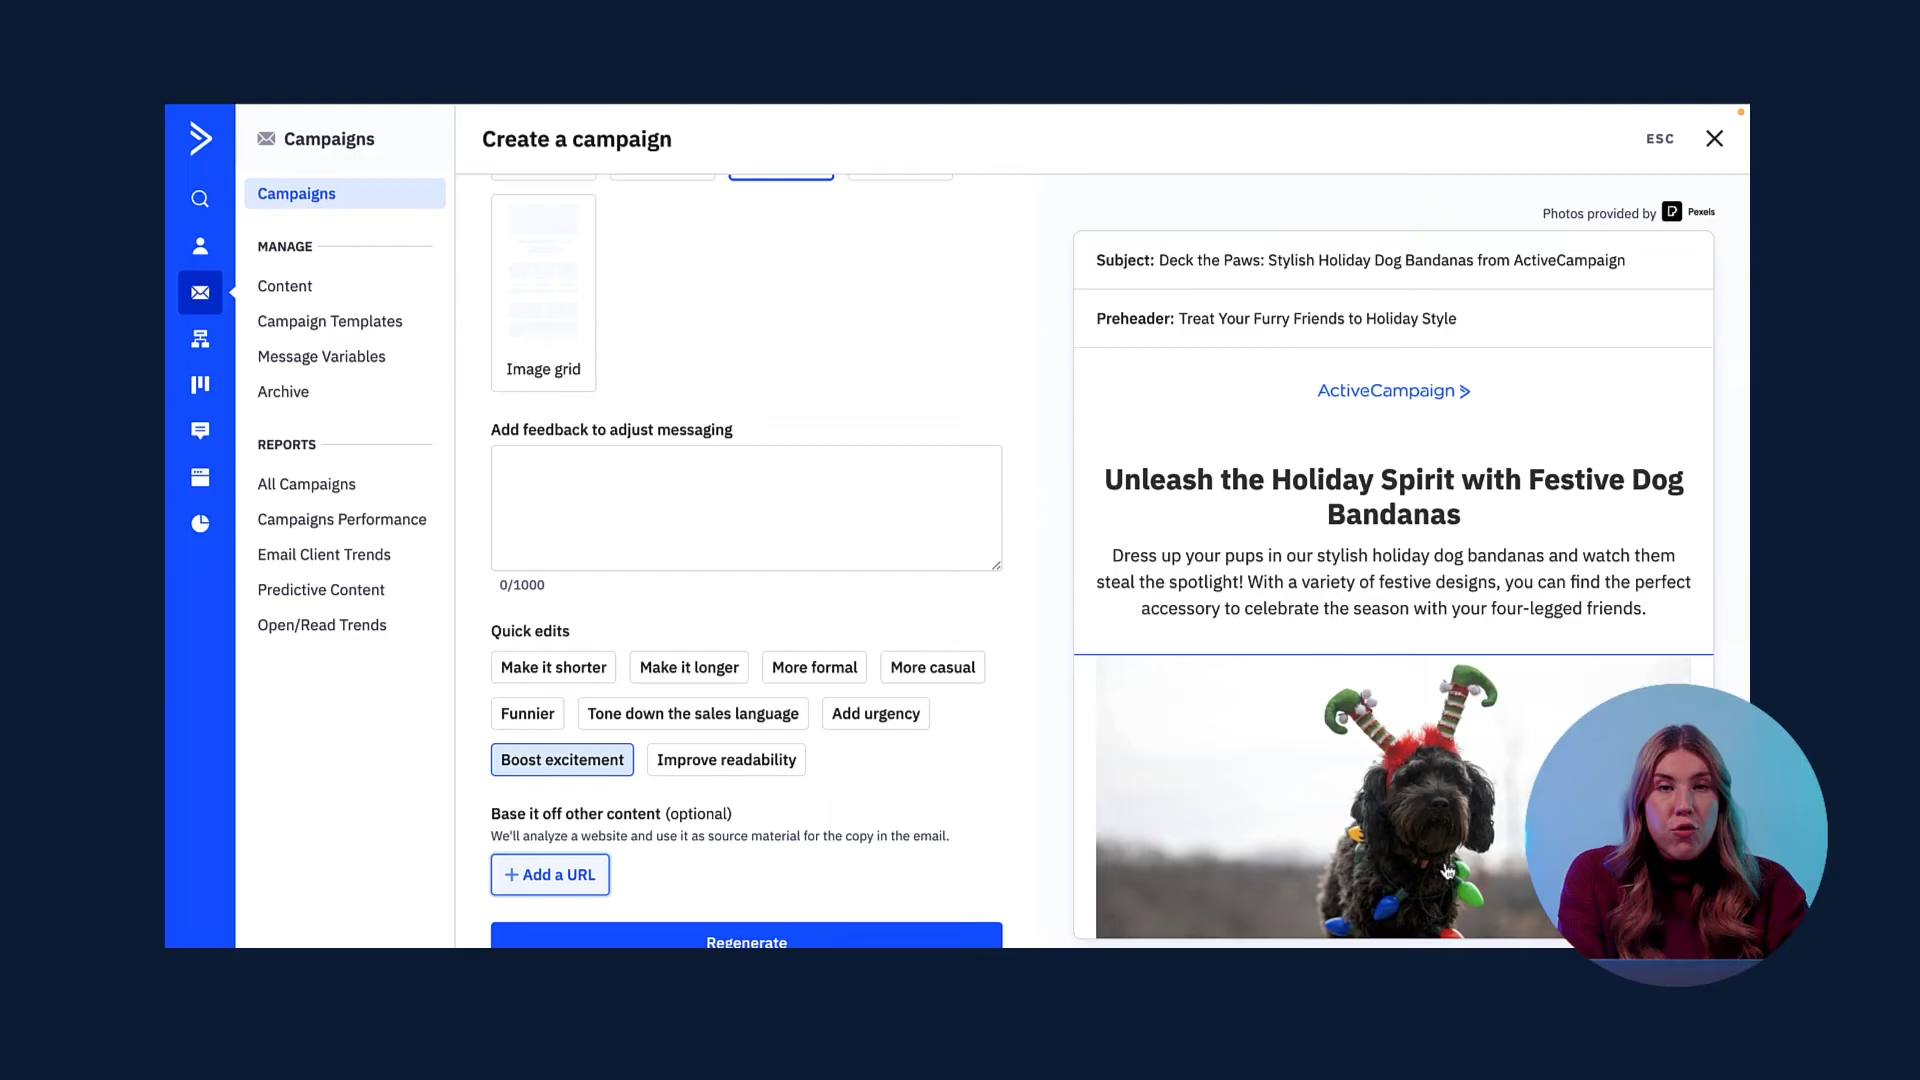 Campaigns
Campaigns
MANAGE
Content
Campaign Templates
Message Variables
Archive
REPORTS
All Campaigns
Campaigns Performance
Email Client Trends
Predictive Content
Open/Read Trends
Create a campaign
ESC
Image grid
Add feedback to adjust messaging
0/1000
Quick edits
Make it shorter
Make it longer
More formal
More casual
Funnier
Tone down the sales language
Add urgency
Boost excitement
Improve readability
Base it off other content (optional)
We'll analyze a website and use it as source material for the copy in the email.
+ Add a URL
Regenerate
Photos provided by Pexels
Subject: Deck the Paws: Stylish Holiday Dog Bandanas from ActiveCampaign
Preheader: Treat Your Furry Friends to Holiday Style
ActiveCampaign >
Unleash the Holiday Spirit with Festive Dog
Bandanas
Dress up your pups in our stylish holiday dog bandanas and watch them
steal the spotlight! With a variety of festive designs, you can find the perfect
accessory to celebrate the season with your four-legged friends.